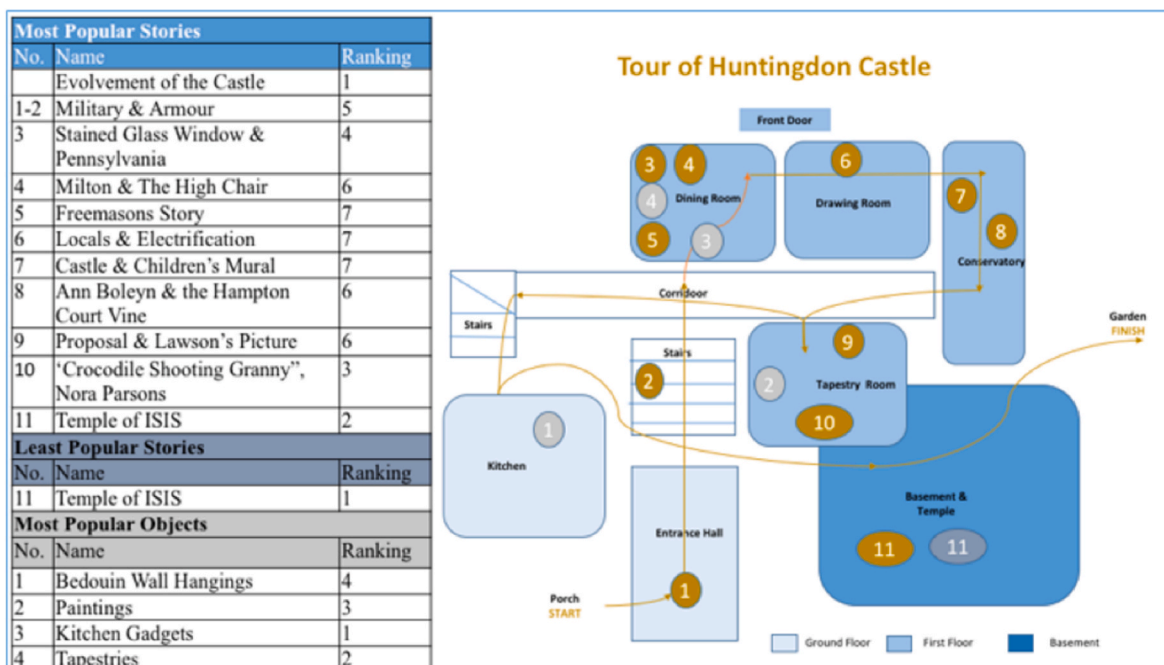 Most Popular Stories
No. Name Ranking
Evolvement of the Castle 1
1-2 Military & Armour 5
3 Stained Glass Window & 4
Pennsylvania
4 Milton & The High Chair 6
5 Freemasons Story 7
6 Locals & Electrification 7
7 Castle & Children's Mural 7
8 Ann Boleyn & the Hampton 6
Court Vine
9 Proposal & Lawson's Picture 6
10 'Crocodile Shooting Granny”, 3
Nora Parsons
11 Temple of ISIS 2
Least Popular Stories
No. Name Ranking
11 Temple of ISIS 1
Most Popular Objects
No. Name Ranking
1 Bedouin Wall Hangings 4
2 Paintings 3
3 Kitchen Gadgets 1
4 Tapestries 2
Tour of Huntingdon Castle
Front Door
3 4
4 Dining Room
5 3
6
Drawing Room
7
8
Conservatory
Corridoor
Stairs
Stairs
2
9
2 Tapestry Room
10
Garden
FINISH
1
Kitchen
Basement &
Temple
11 11
Entrance Hall
1
Porch
START
Ground Floor First Floor Basement